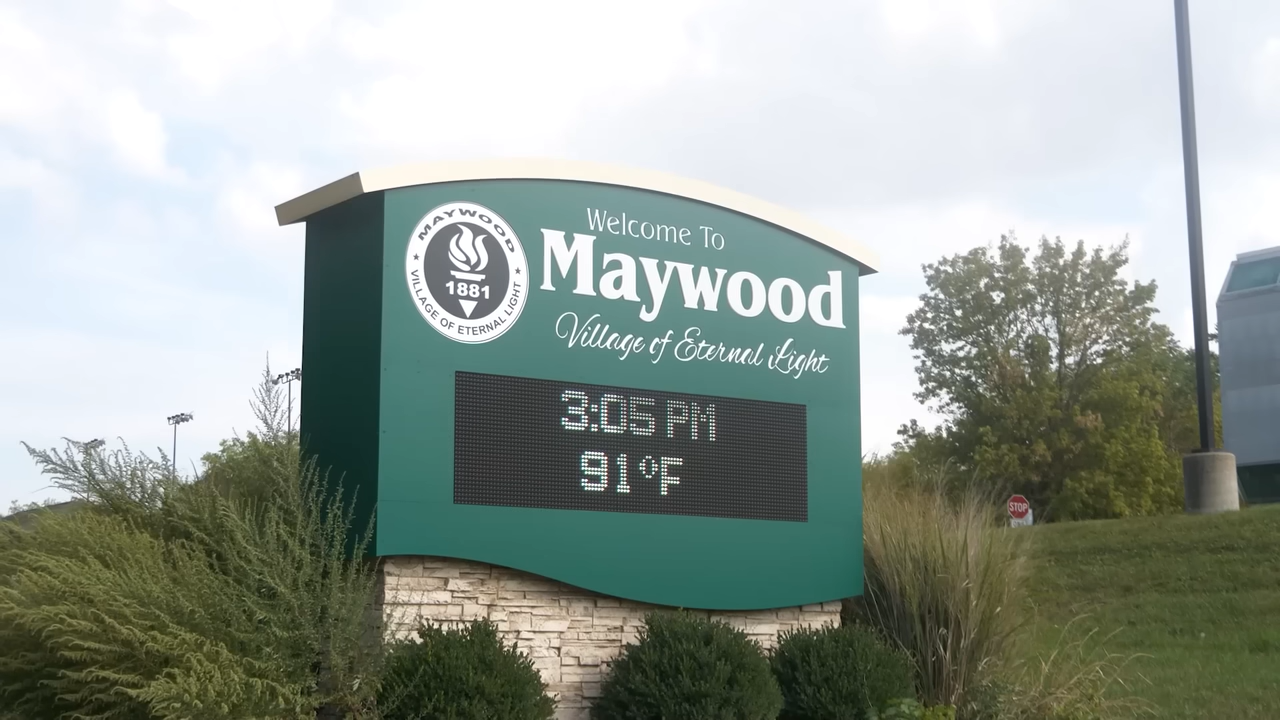 MAYWOOD
1881
VILLAGE OF ETERNAL LIGHT
Welcome To
Maywood
Village of Eternal Light
3:05 PM
91°F
STOP